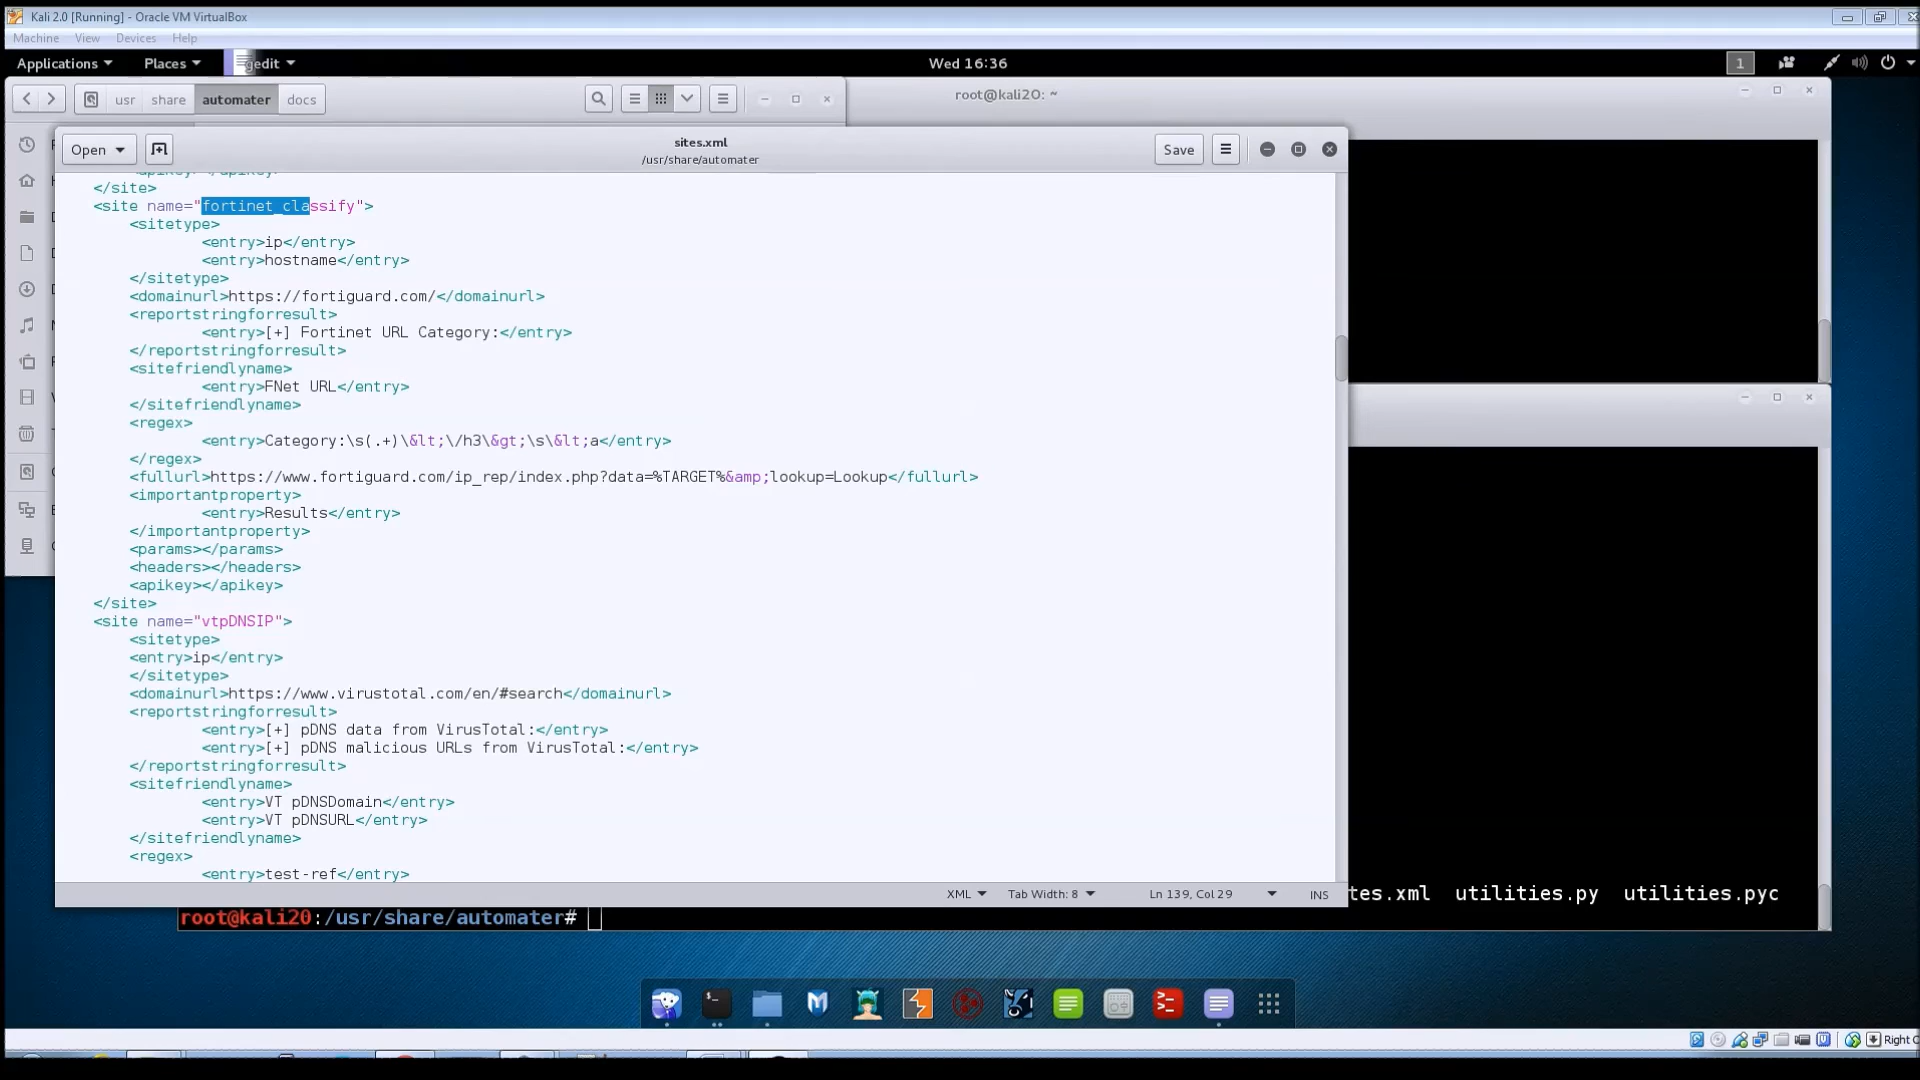 Kali 2.0 [Running] - Oracle VM VirtualBox
Machine View Devices Help
Applications Places gedit Wed 16:36 1
usr share automater docs
root@kali20: ~
Open sites.xml Save
/usr/share/automater
</site>
<site name="fortinet_classify">
<sitetype>
<entry>ip</entry>
<entry>hostname</entry>
</sitetype>
<domainurl>https://fortiguard.com/</domainurl>
<reportstringforresult>
<entry>[+] Fortinet URL Category:</entry>
</reportstringforresult>
<sitefriendlyname>
<entry>FNet URL</entry>
</sitefriendlyname>
<regex>
<entry>Category:\s(.+)\&lt;\/h3\&gt;\s\&lt;a</entry>
</regex>
<fullurl>https://www.fortiguard.com/ip_rep/index.php?data=%TARGET%&amp;lookup=Lookup</fullurl>
<importantproperty>
<entry>Results</entry>
</importantproperty>
<params></params>
<headers></headers>
<apikey></apikey>
</site>
<site name="vtpDNSIP">
<sitetype>
<entry>ip</entry>
</sitetype>
<domainurl>https://www.virustotal.com/en/#search</domainurl>
<reportstringforresult>
<entry>[+] pDNS data from VirusTotal:</entry>
<entry>[+] pDNS malicious URLs from VirusTotal:</entry>
</reportstringforresult>
<sitefriendlyname>
<entry>VT pDNSDomain</entry>
<entry>VT pDNSURL</entry>
</sitefriendlyname>
<regex>
<entry>test-ref</entry>
XML Tab Width: 8 Ln 139, Col 29 INS
tes.xml utilities.py utilities.pyc
root@kali20:/usr/share/automater#
Right C